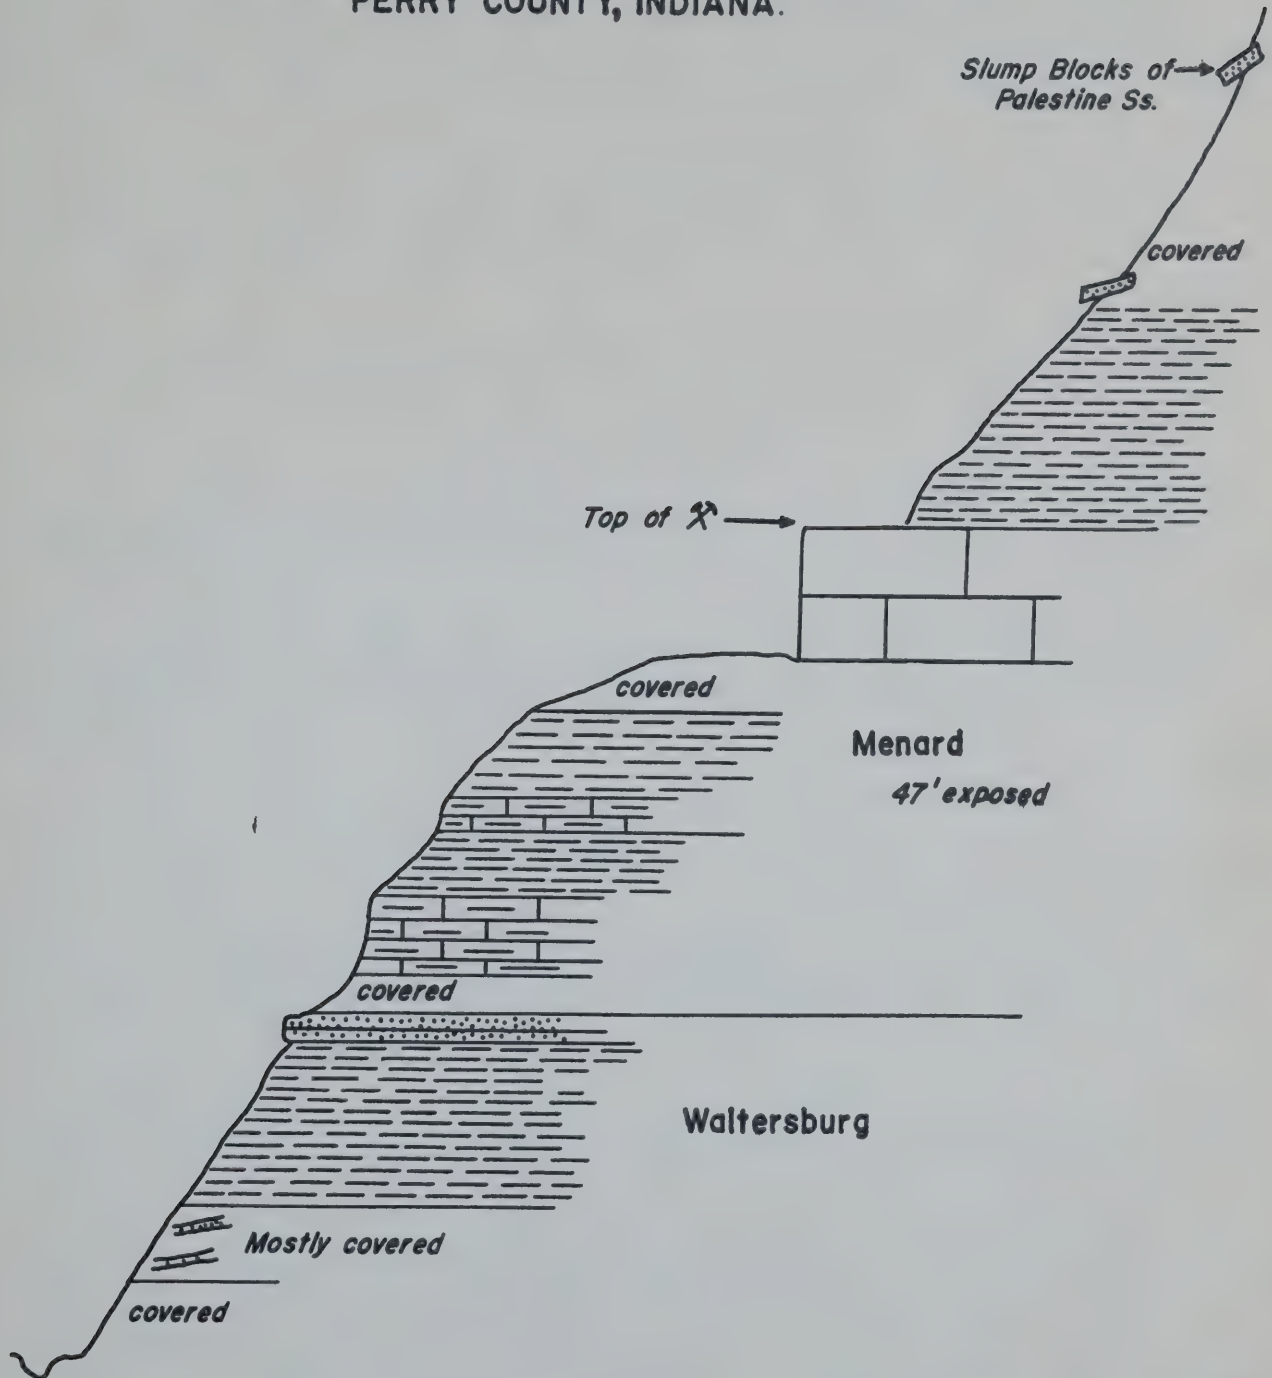 PERRY COUNTY, INDIANA.
Slump Blocks of
Palestine Ss.
covered
Top of
covered
Menard
47' exposed
covered
Waltersburg
Mostly covered
covered